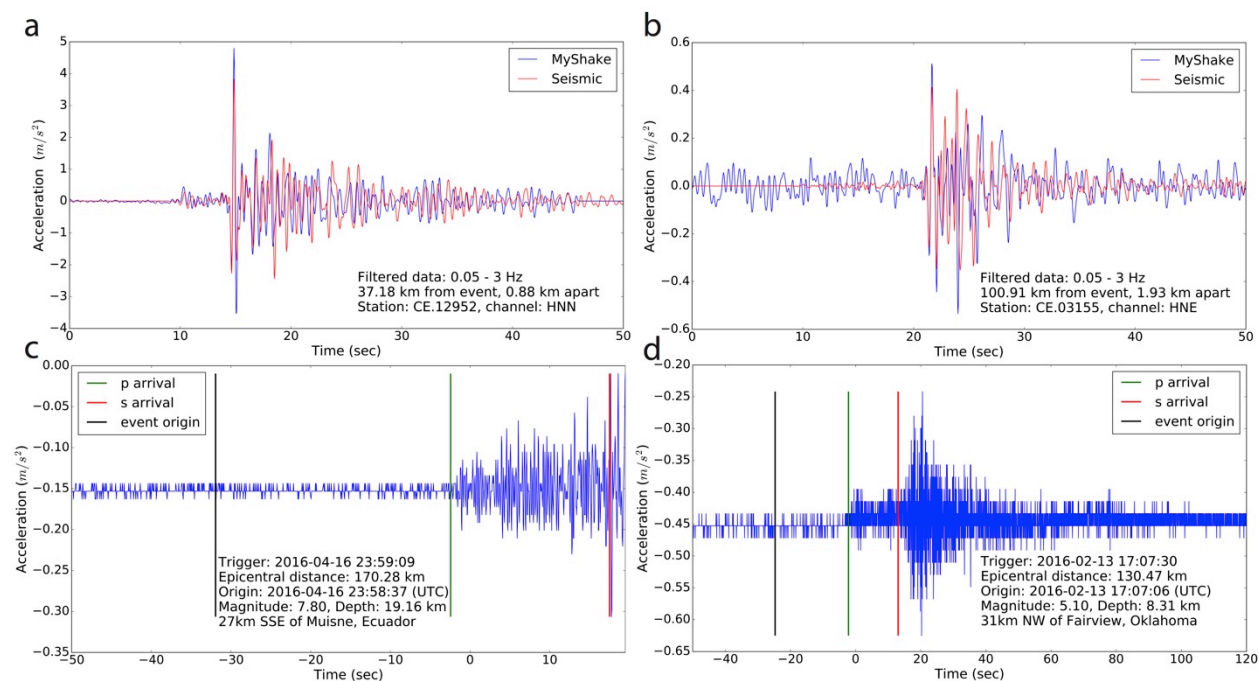 a
5
4
3
2
1
0
−1
−2
−3
−4
Acceleration (m/s²)
MyShake
Seismic
Filtered data: 0.05 - 3 Hz
37.18 km from event, 0.88 km apart
Station: CE.12952, channel: HNN
0 10 20 30 40 50
Time (sec)
b
0.6
0.4
0.2
0.0
−0.2
−0.4
−0.6
Acceleration (m/s²)
MyShake
Seismic
Filtered data: 0.05 - 3 Hz
100.91 km from event, 1.93 km apart
Station: CE.03155, channel: HNE
0 10 20 30 40 50
Time (sec)
c
0.00
−0.05
−0.10
−0.15
−0.20
−0.25
−0.30
−0.35
Acceleration (m/s²)
p arrival
s arrival
event origin
Trigger: 2016-04-16 23:59:09
Epicentral distance: 170.28 km
Origin: 2016-04-16 23:58:37 (UTC)
Magnitude: 7.80, Depth: 19.16 km
27km SSE of Muisne, Ecuador
−50 −40 −30 −20 −10 0 10
Time (sec)
d
−0.20
−0.25
−0.30
−0.35
−0.40
−0.45
−0.50
−0.55
−0.60
−0.65
Acceleration (m/s²)
p arrival
s arrival
event origin
Trigger: 2016-02-13 17:07:30
Epicentral distance: 130.47 km
Origin: 2016-02-13 17:07:06 (UTC)
Magnitude: 5.10, Depth: 8.31 km
31km NW of Fairview, Oklahoma
−40 −20 0 20 40 60 80 100 120
Time (sec)